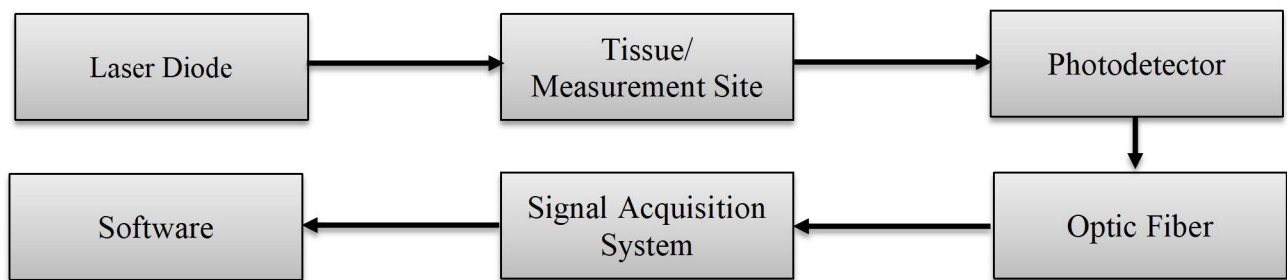 Laser Diode
Tissue/
Measurement Site
Photodetector
Optic Fiber
Signal Acquisition
System
Software